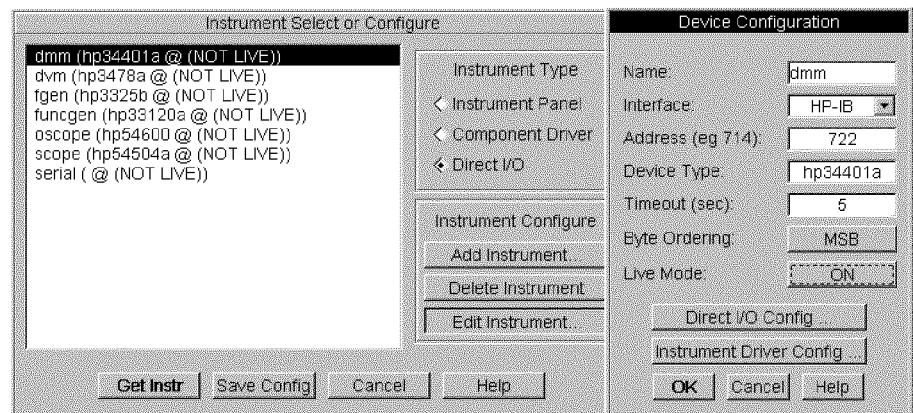 Instrument Select or Configure
dmm (hp34401a @ (NOT LIVE))
dvm (hp3478a @ (NOT LIVE))
fgen (hp3325b @ (NOT LIVE))
funcgen (hp33120a @ (NOT LIVE))
oscope (hp54600 @ (NOT LIVE))
scope (hp54504a @ (NOT LIVE))
serial ( @ (NOT LIVE))
Instrument Type
Instrument Panel
Component Driver
Direct I/O
Instrument Configure
Add Instrument...
Delete Instrument
Edit Instrument...
Get Instr Save Config Cancel Help
Device Configuration
Name: dmm
Interface: HP-IB
Address (eg 714): 722
Device Type: hp34401a
Timeout (sec): 5
Byte Ordering: MSB
Live Mode: ON
Direct I/O Config ...
Instrument Driver Config ...
OK Cancel Help